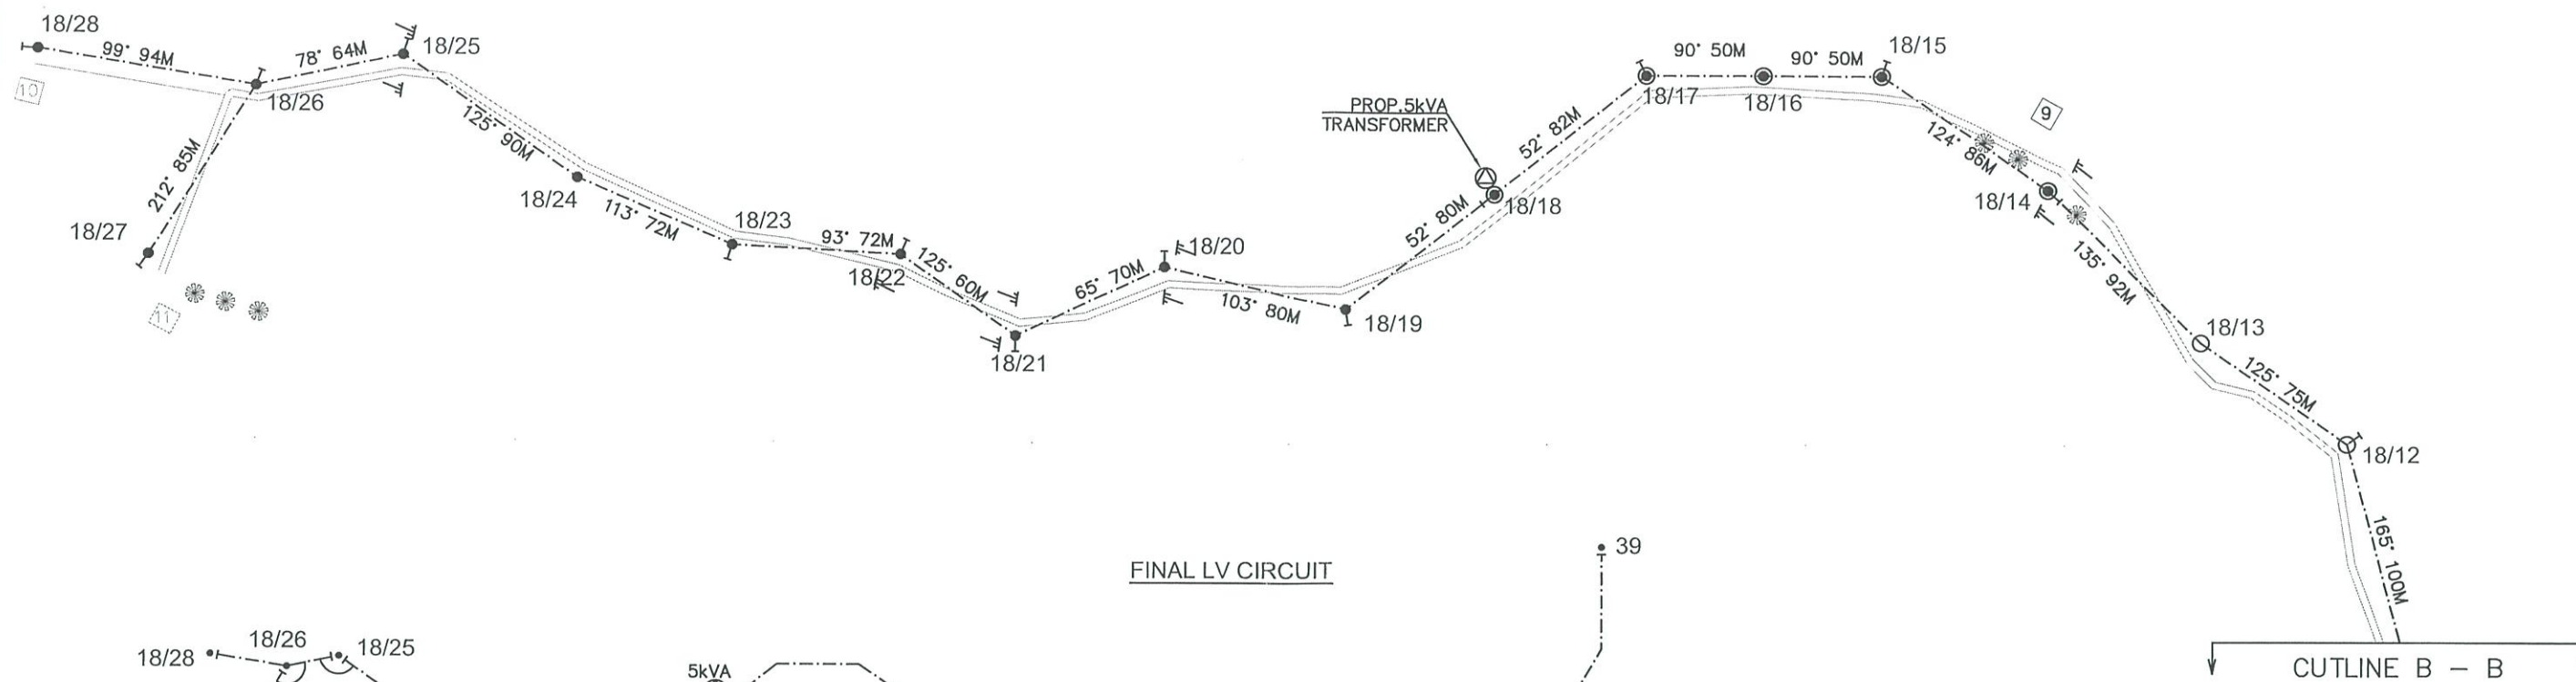 18/28
99° 94M
78° 64M
18/25
10
18/26
212° 85M
18/27
11
125° 90M
18/24
113° 72M
18/23
93° 72M
18/22
125° 60M
18/21
65° 70M
18/20
103° 80M
18/19
52° 80M
PROP.5kVA
TRANSFORMER
18/18
52° 82M
18/17
90° 50M
18/16
90° 50M
18/15
9
124° 86M
18/14
135° 92M
18/13
125° 75M
18/12
165° 100M
CUTLINE B – B
FINAL LV CIRCUIT
39
18/28
18/26
18/25
5kVA